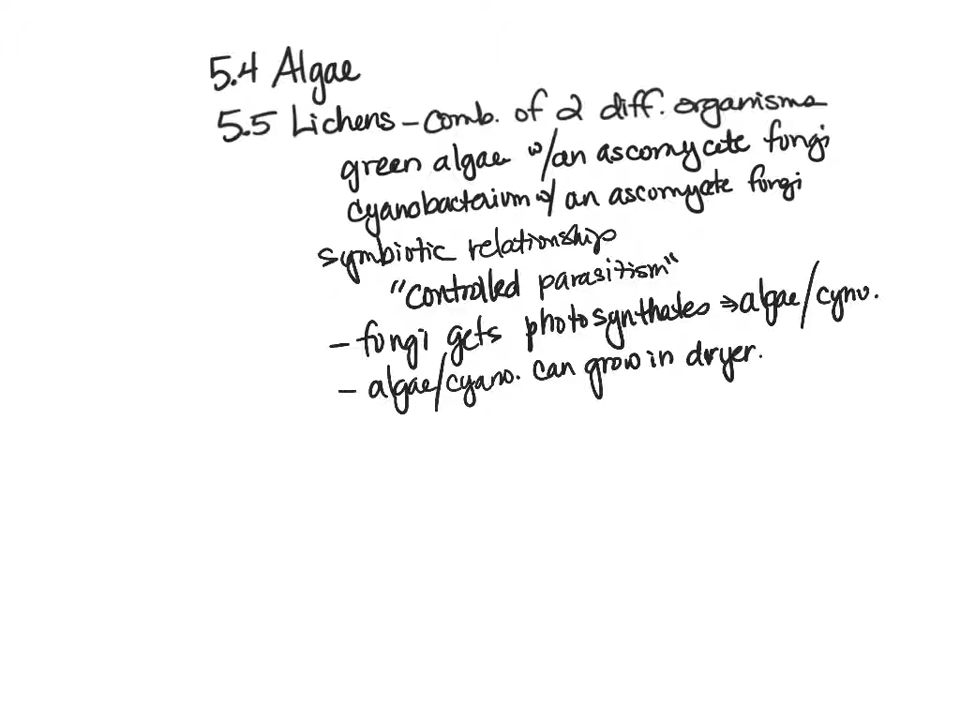 5.4 Algae
5.5 Lichens - comb. of 2 diff. organisms
green algae w/an ascomycete fungi
cyanobacterium w/ an ascomycete fungi
symbiotic relationship
"controlled parasitism"
- fungi gets photosynthates ⇒ algae/cyno.
- algae/cyano. can grow in dryer.